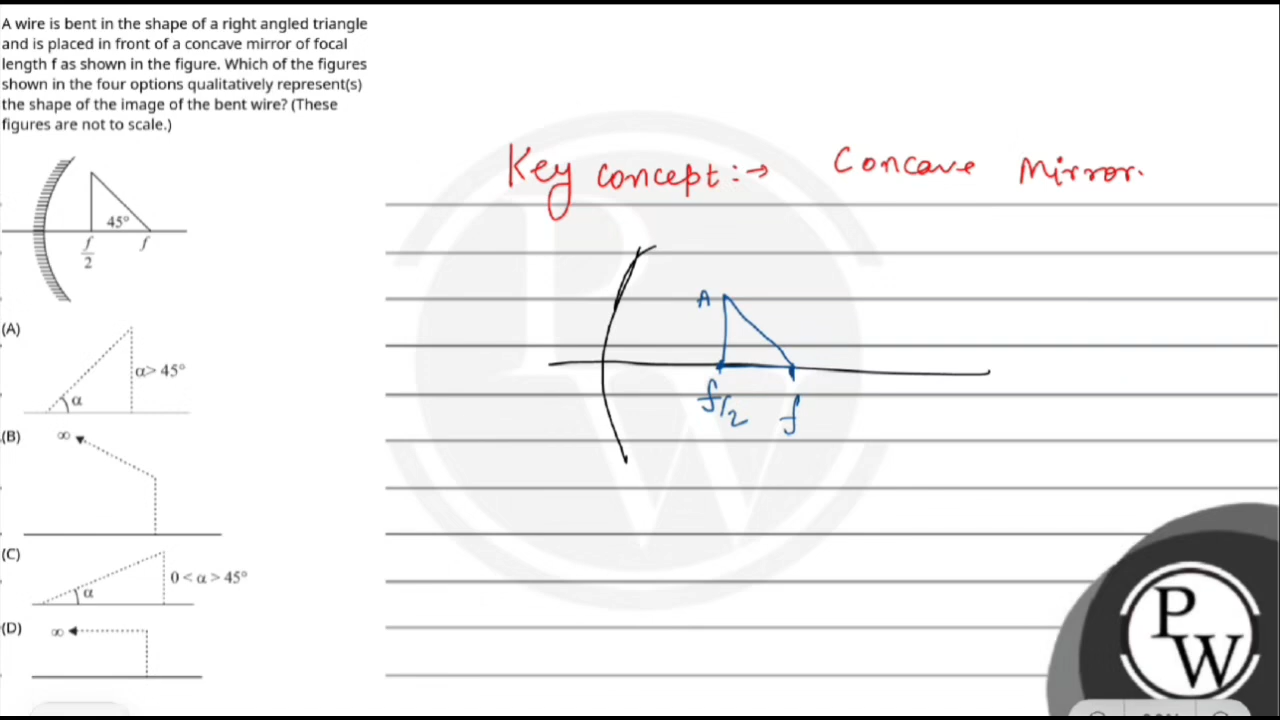 A wire is bent in the shape of a right angled triangle
and is placed in front of a concave mirror of focal
length f as shown in the figure. Which of the figures
shown in the four options qualitatively represent(s)
the shape of the image of the bent wire? (These
figures are not to scale.)
45°
f/2
f
(A)
α> 45°
α
(B)
∞
(C)
0 < α > 45°
α
(D)
∞
Key concept :→ Concave Mirror.
A
f/2
f
P
W